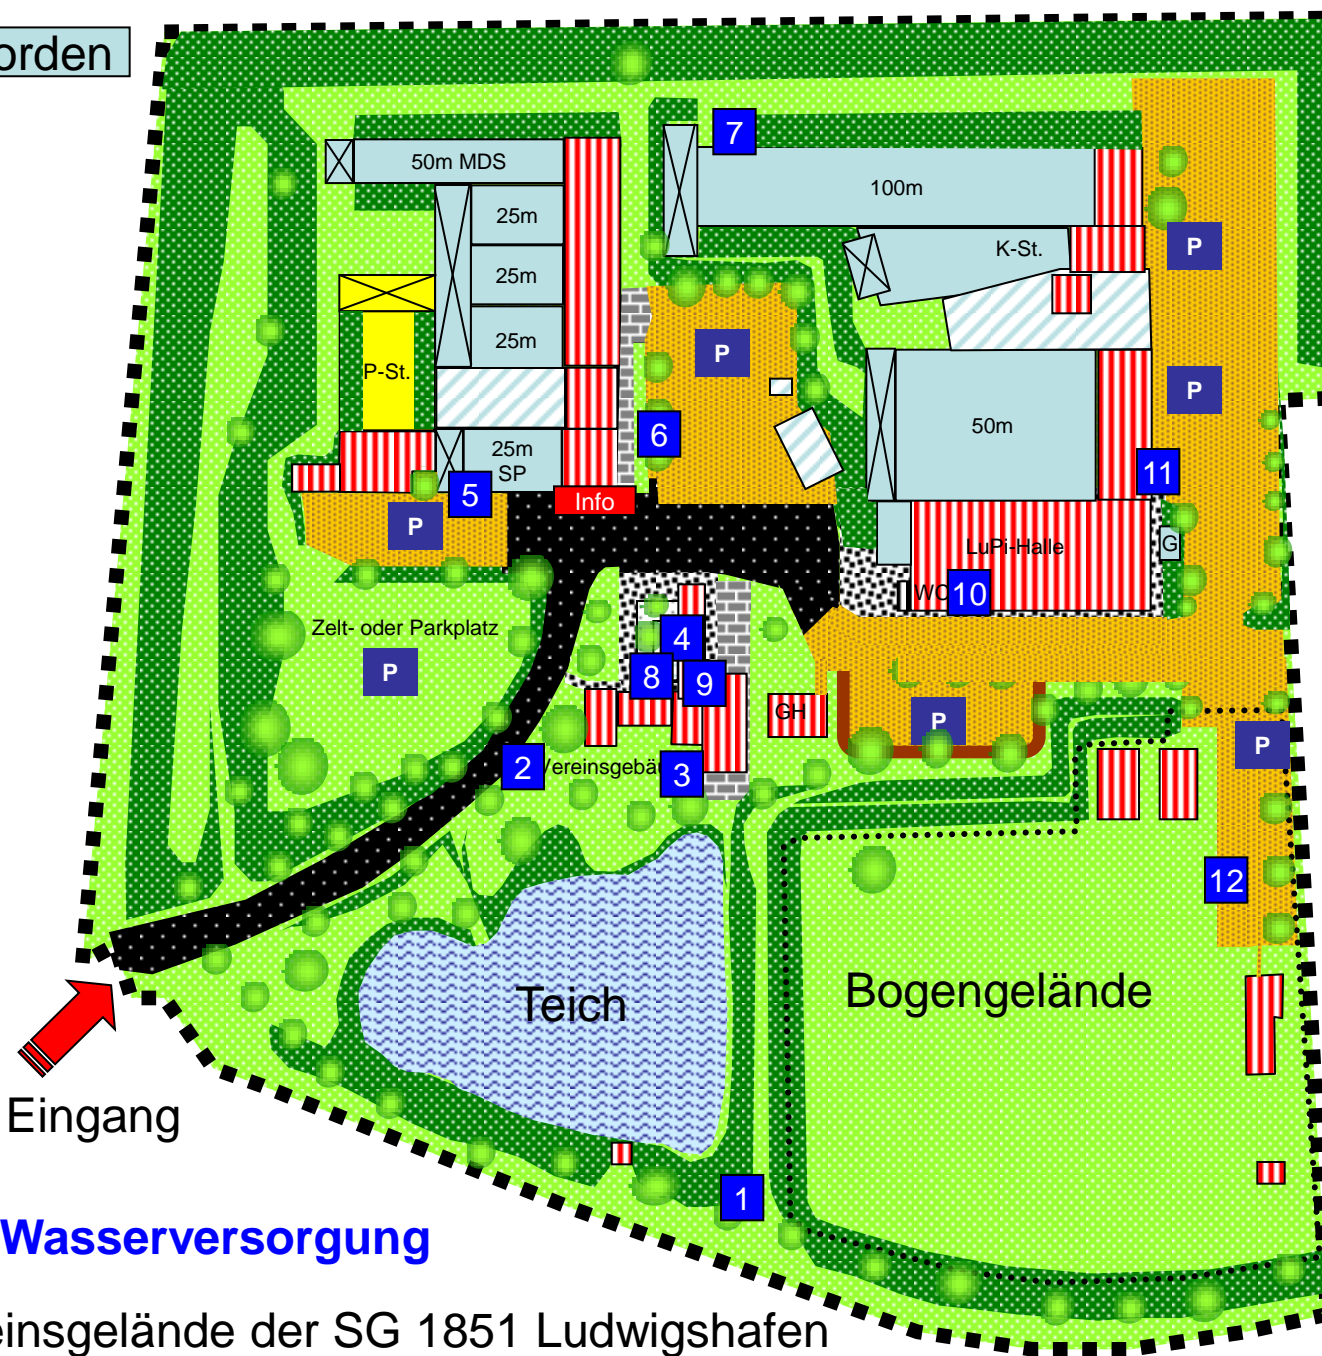 orden
7
50m MDS
100m
25m
P
K-St.
25m
25m
P
P-St.
P
50m
6
25m
SP
11
5
Info
P
LuPi-Halle
G
WC
10
Zelt- oder Parkplatz
4
P
8
9
GH
P
P
2
Vereinsgebäu
3
12
Teich
Bogengelände
Eingang
1
Wasserversorgung
einsgelände der SG 1851 Ludwigshafen